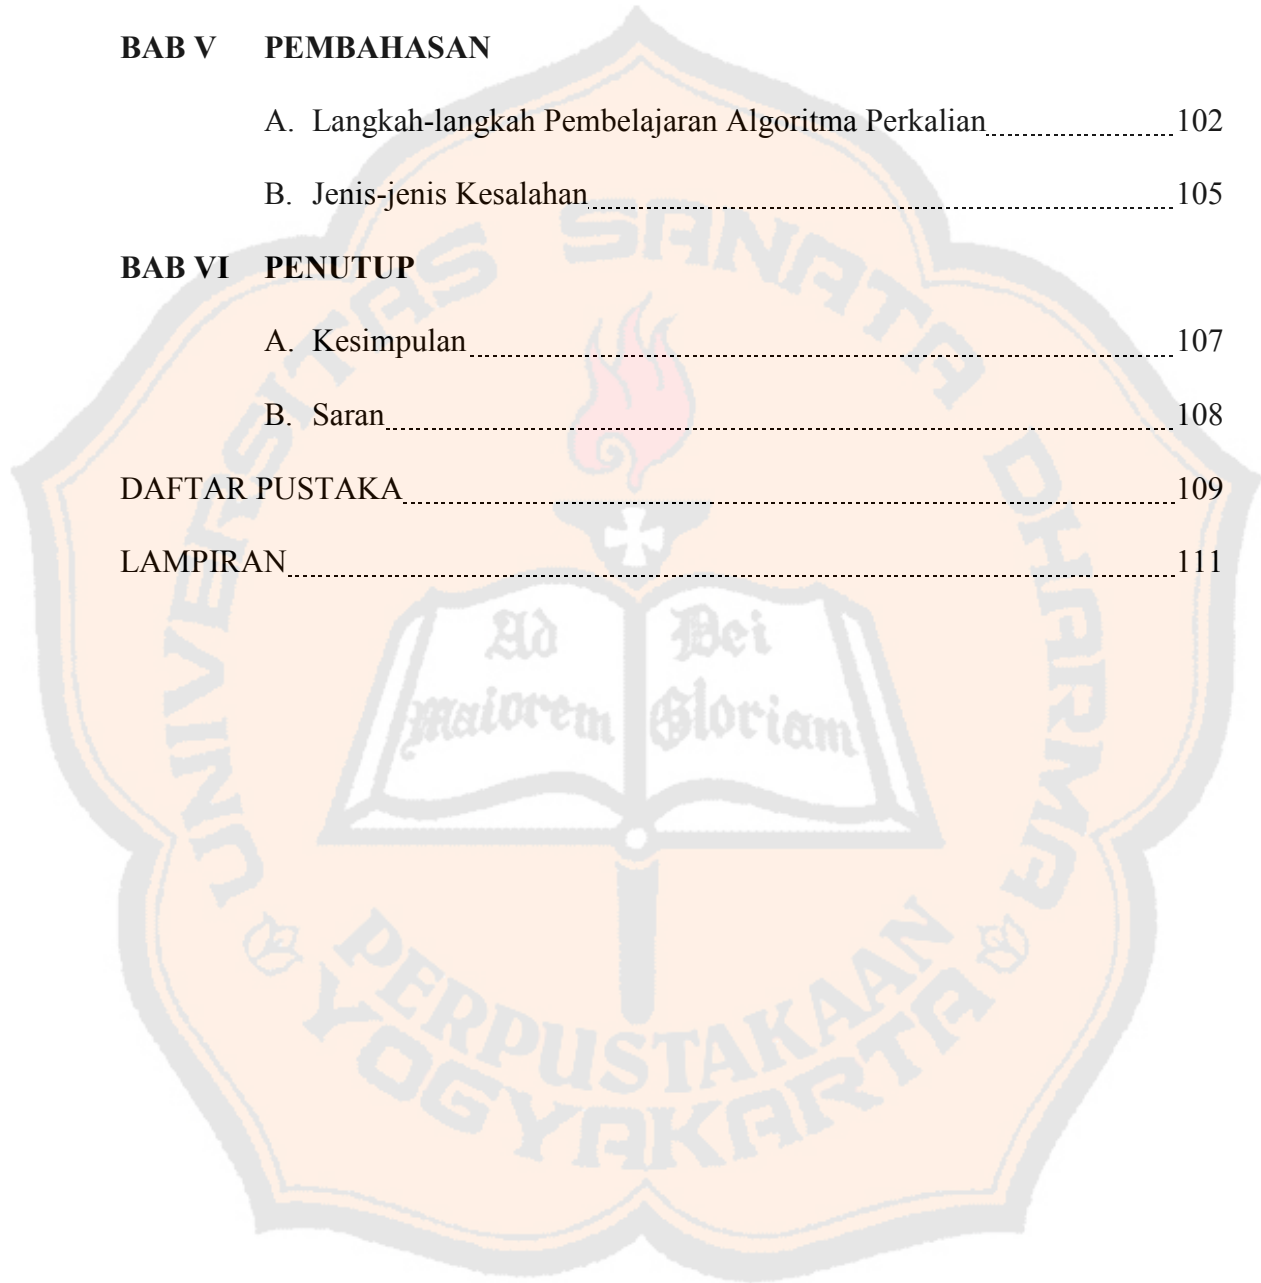 BAB V PEMBAHASAN
A. Langkah-langkah Pembelajaran Algoritma Perkalian 102
B. Jenis-jenis Kesalahan 105
BAB VI PENUTUP
A. Kesimpulan 107
B. Saran 108
DAFTAR PUSTAKA 109
LAMPIRAN 111
UNIVERSITAS SANATA DHARMA
Ad Dei
Maiorem Gloriam
PERPUSTAKAAN
YOGYAKARTA